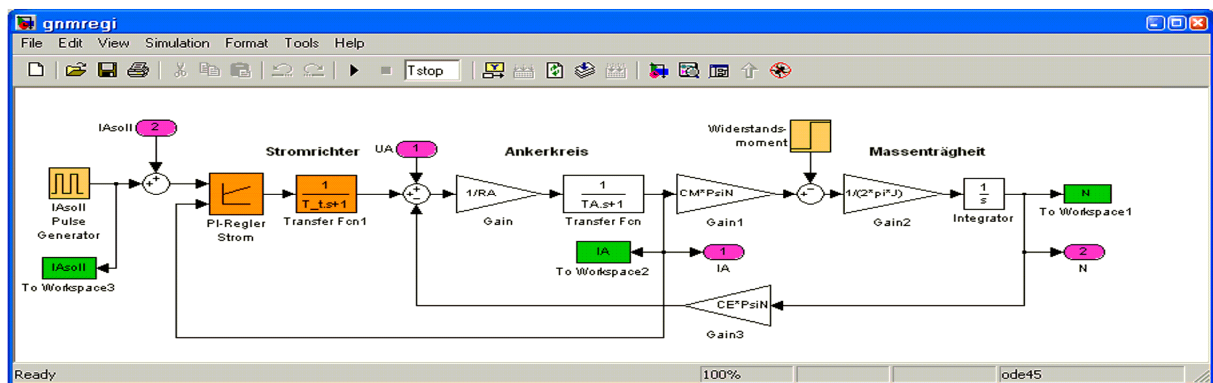 gnmregi
File Edit View Simulation Format Tools Help
Tstop
IAsoll
2
IAsoll
Pulse
Generator
IAsoll
To Workspace3
PI-Regler
Strom
Stromrichter
1
T_t.s+1
Transfer Fcn1
UA
1
Ankerkreis
1/RA
Gain
1
TA.s+1
Transfer Fcn
IA
To Workspace2
1
IA
CM*PsiN
Gain1
Widerstands-
moment
Massenträgheit
1/(2*pi*J)
Gain2
1
s
Integrator
N
To Workspace1
2
N
CE*PsiN
Gain3
Ready
100%
ode45